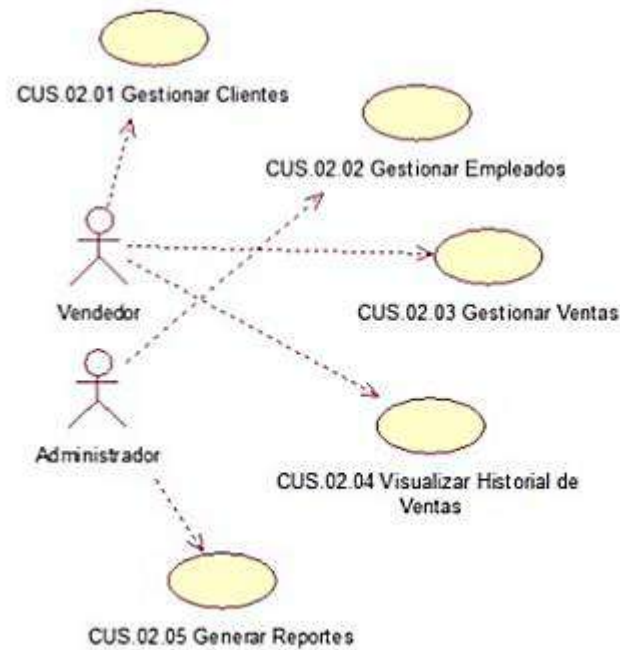 CUS.02.01 Gestionar Clientes
CUS.02.02 Gestionar Empleados
Vendedor
CUS.02.03 Gestionar Ventas
Administrador
CUS.02.04 Visualizar Historial de
Ventas
CUS.02.05 Generar Reportes